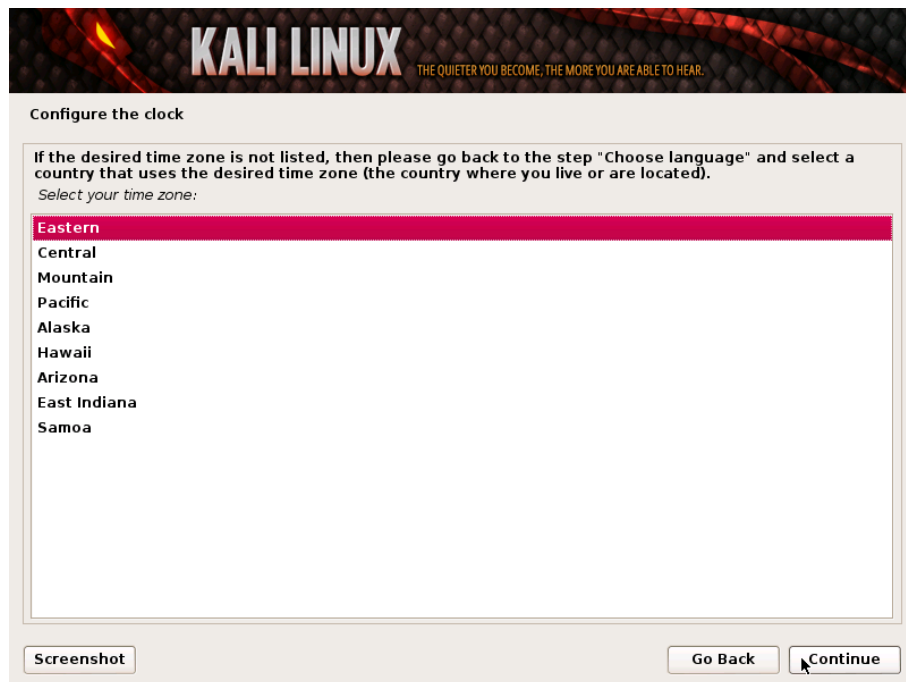 KALI LINUX
THE QUIETER YOU BECOME, THE MORE YOU ARE ABLE TO HEAR.
Configure the clock
If the desired time zone is not listed, then please go back to the step "Choose language" and select a
country that uses the desired time zone (the country where you live or are located).
Select your time zone:
Eastern
Central
Mountain
Pacific
Alaska
Hawaii
Arizona
East Indiana
Samoa
Screenshot
Go Back
Continue